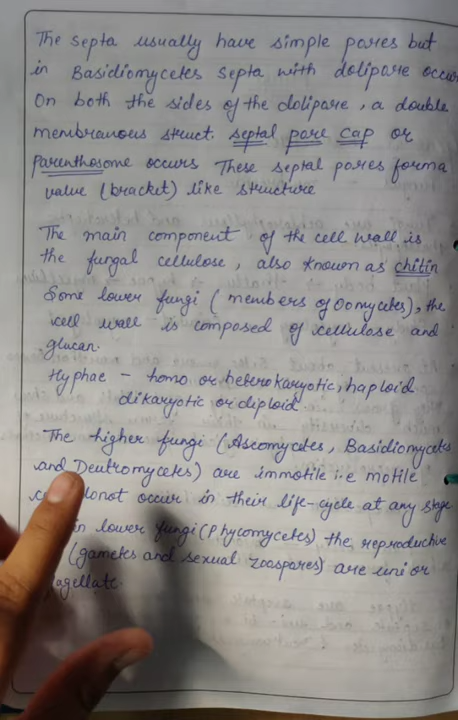 The septa usually have simple pores but
in Basidiomycetes septa with dolipore occur
On both the sides of the dolipore, a double
membranous struct. septal pore cap or
parenthosome occurs These septal pores forma
value (bracket) like structure
The main component of the cell wall is
the fungal cellulose, also known as chitin
Some lower fungi (members of Oomycetes), the
cell wall is composed of cellulose and
glucan.
Hyphae - homo or heterokaryotic, haploid
dikaryotic or diploid
The higher fungi (Ascomycetes, Basidiomycetes
and Deutromycetes) are immotile i.e motile
donot occur in their life-cycle at any stage
in lower fungi (Phycomycetes) the reproductive
(gametes and sexual zoospores) are uni or
agellate.